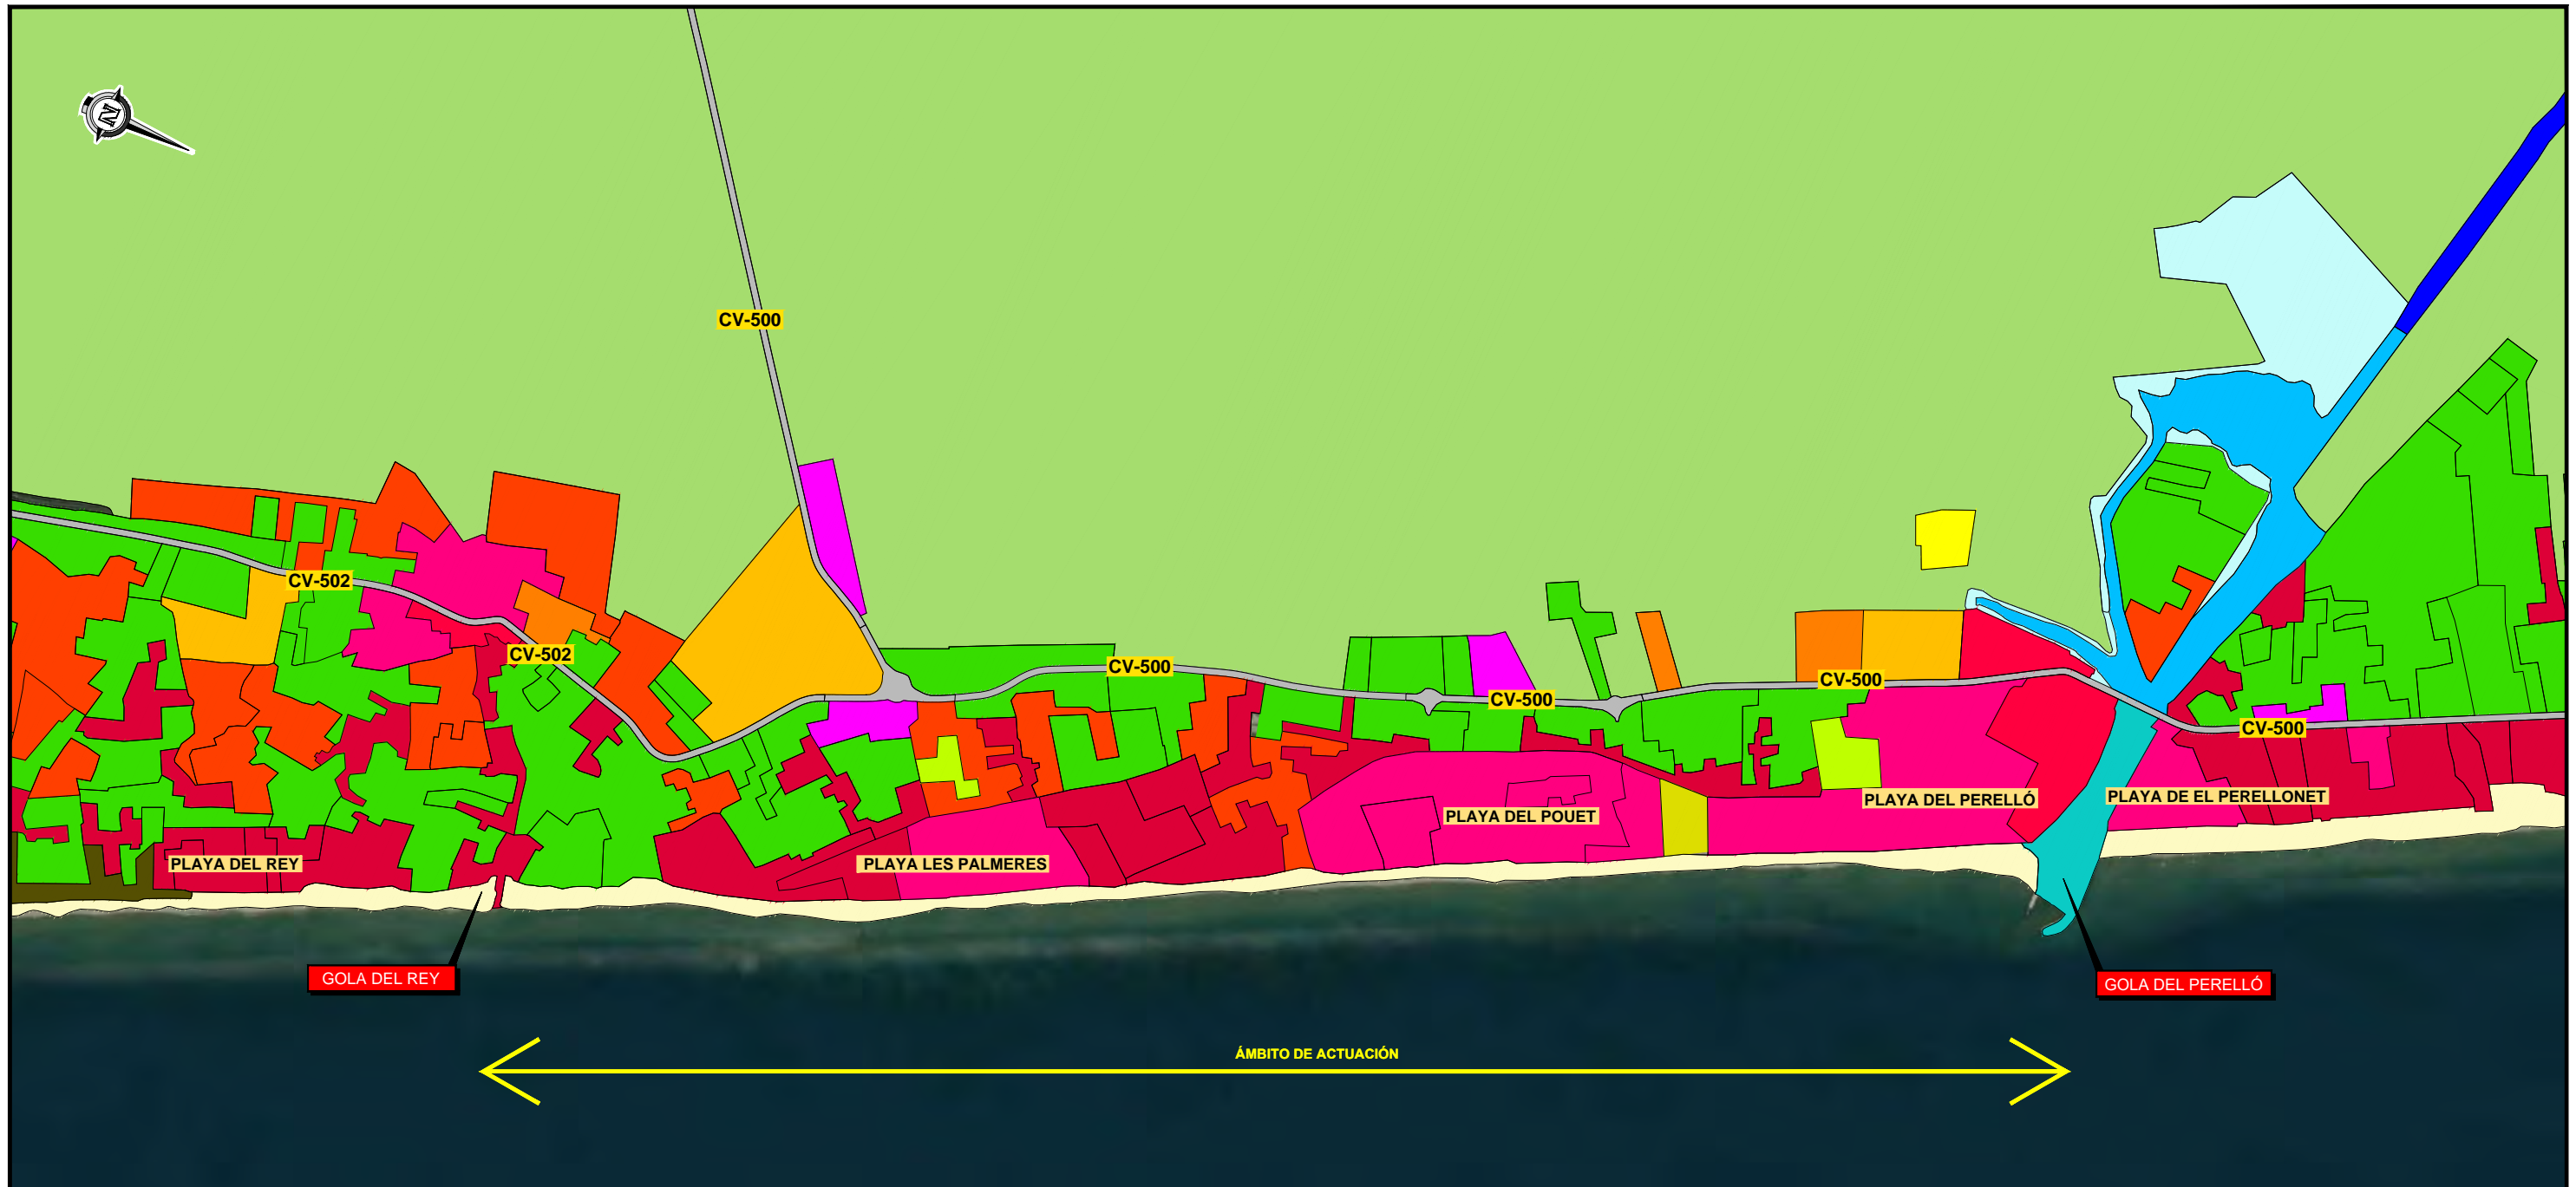 N
CV-500
CV-502
CV-502
CV-500
CV-500
CV-500
CV-500
PLAYA DEL REY
PLAYA LES PALMERES
PLAYA DEL POUET
PLAYA DEL PERELLÓ
PLAYA DE EL PERELLONET
GOLA DEL REY
GOLA DEL PERELLÓ
ÁMBITO DE ACTUACIÓN